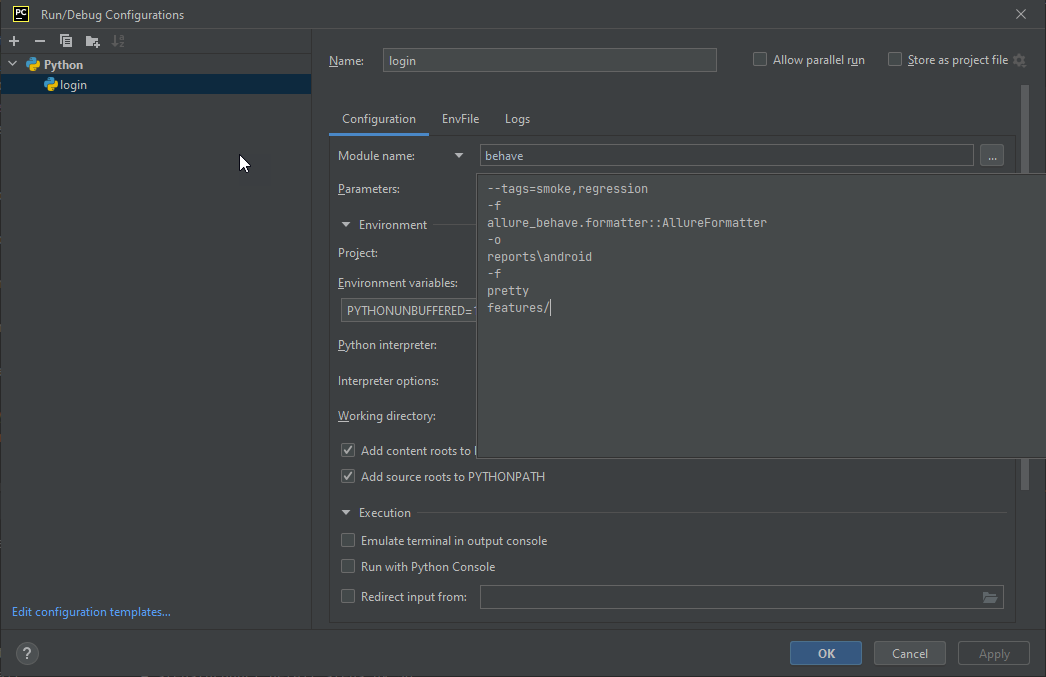 PC Run/Debug Configurations
Python
login
Name: login
Allow parallel run
Store as project file
Configuration EnvFile Logs
Module name: behave ...
Parameters:
--tags=smoke,regression
-f
allure_behave.formatter::AllureFormatter
-o
reports\android
-f
pretty
features/
Environment
Project:
Environment variables:
PYTHONUNBUFFERED=
Python interpreter:
Interpreter options:
Working directory:
Add content roots to
Add source roots to PYTHONPATH
Execution
Emulate terminal in output console
Run with Python Console
Redirect input from:
Edit configuration templates...
? OK Cancel Apply